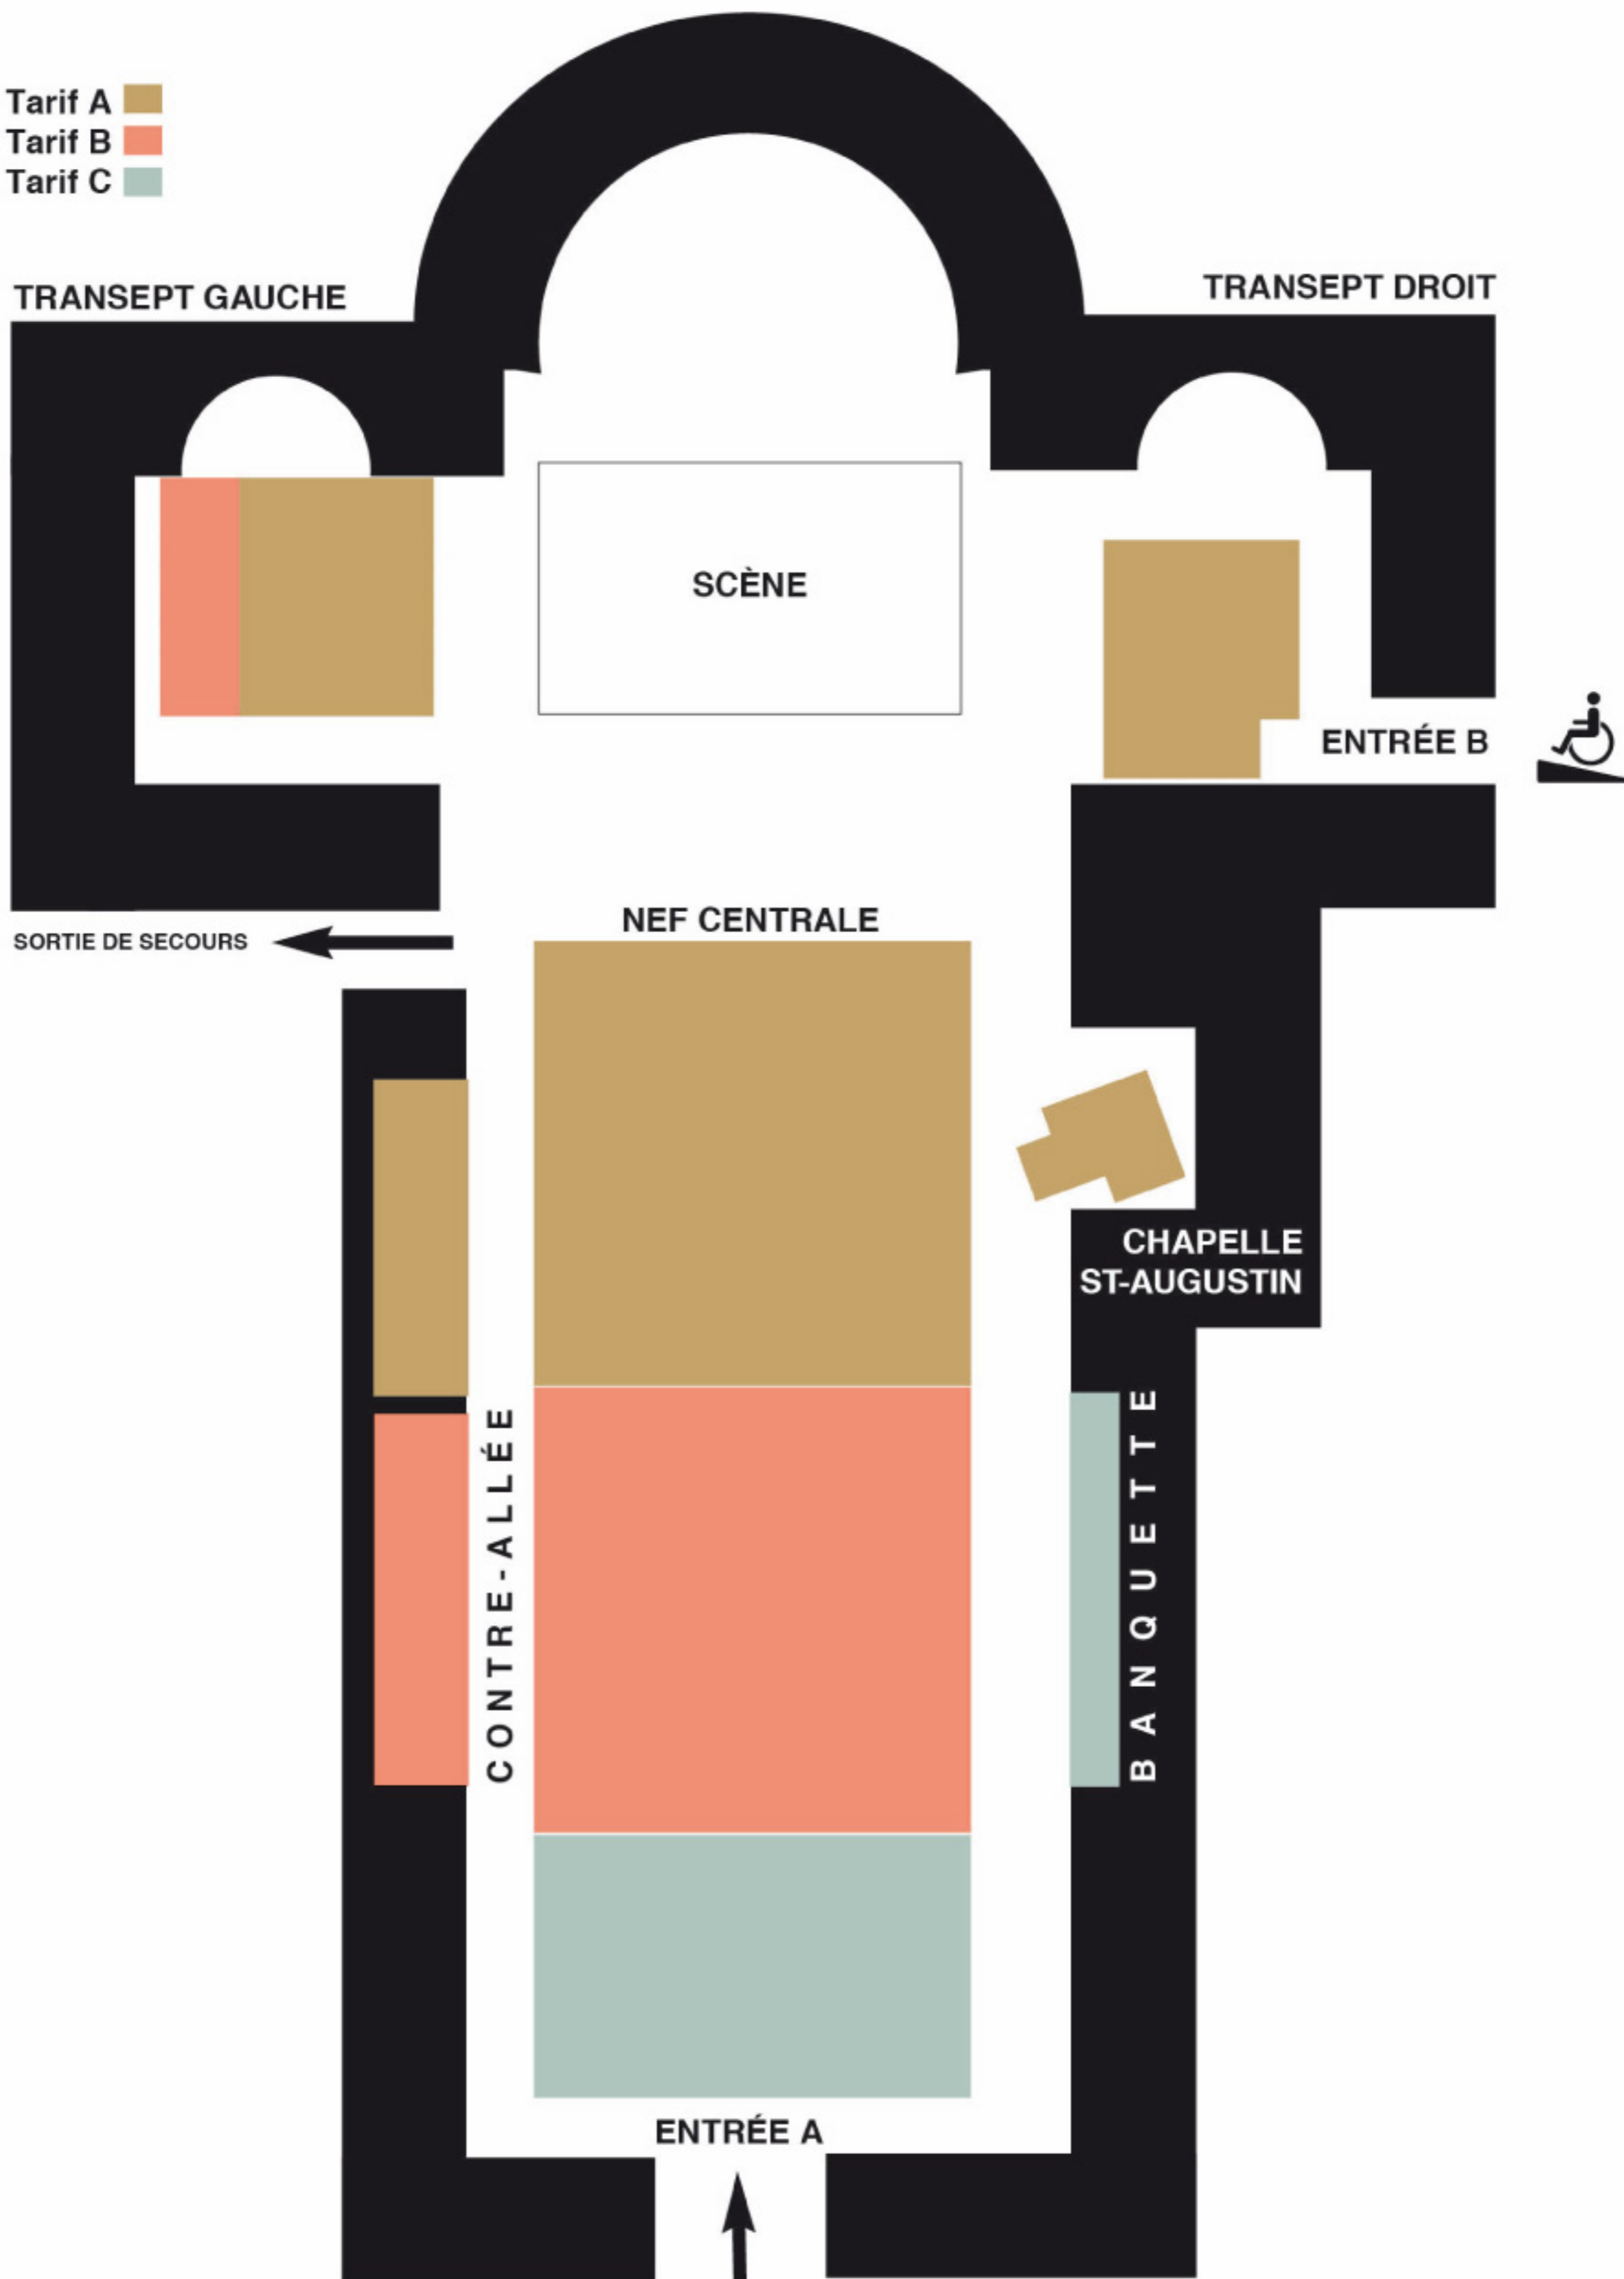 Tarif A
Tarif B
Tarif C
TRANSEPT GAUCHE
TRANSEPT DROIT
SCÈNE
ENTRÉE B
NEF CENTRALE
SORTIE DE SECOURS
CHAPELLE
ST-AUGUSTIN
CONTRE-ALLÉE
BANQUETTE
ENTRÉE A